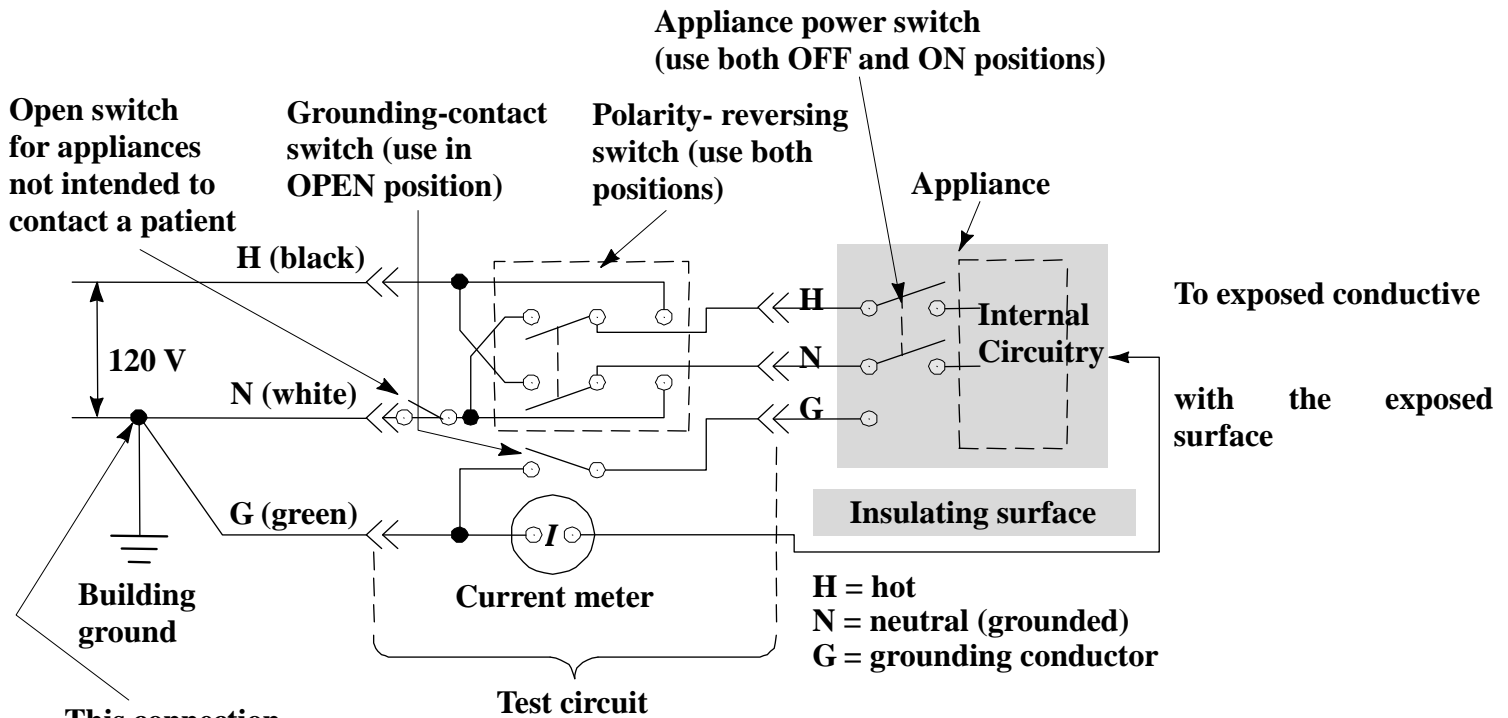 Appliance power switch
(use both OFF and ON positions)
Open switch
for appliances
not intended to
contact a patient
Grounding-contact
switch (use in
OPEN position)
Polarity- reversing
switch (use both
positions)
Appliance
H (black)
H
Internal
Circuitry
To exposed conductive
120 V
N
N (white)
G
with the exposed
surface
G (green)
I
Insulating surface
Building
ground
Current meter
H = hot
N = neutral (grounded)
G = grounding conductor
Test circuit
This connection